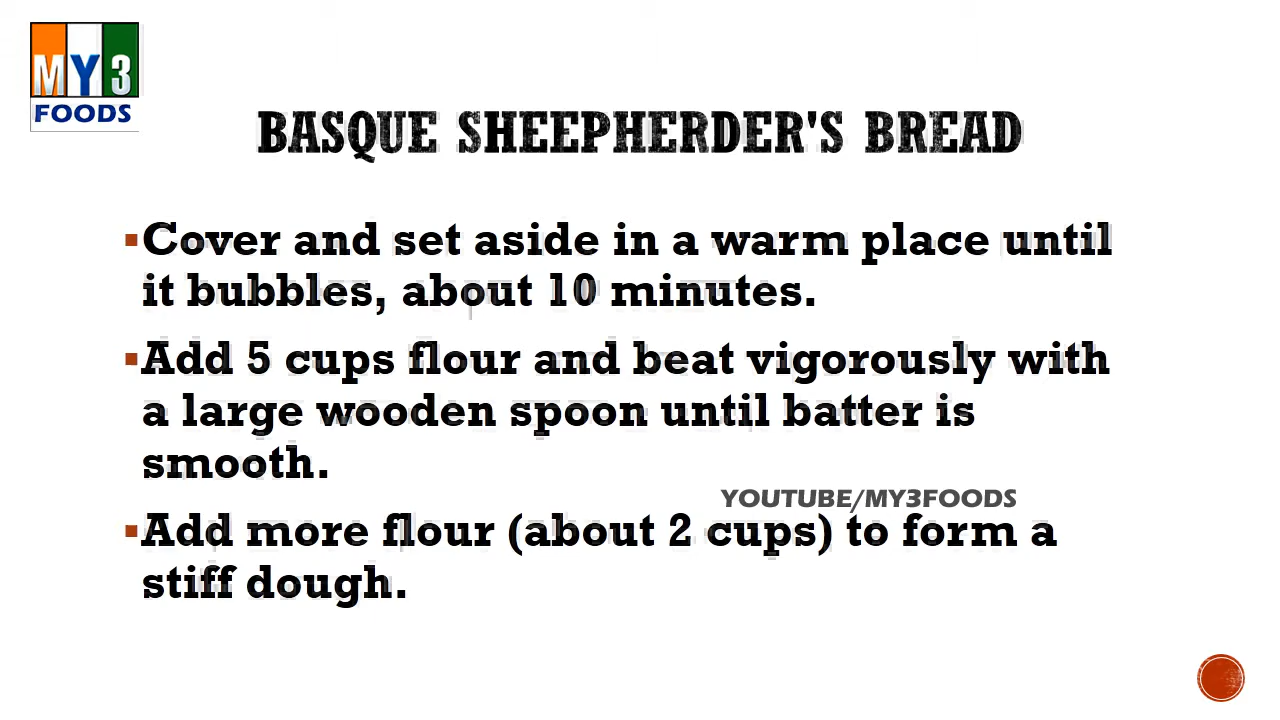 MY3
FOODS
BASQUE SHEEPHERDER'S BREAD
▪Cover and set aside in a warm place until
it bubbles, about 10 minutes.
▪Add 5 cups flour and beat vigorously with
a large wooden spoon until batter is
smooth.
YOUTUBE/MY3FOODS
▪Add more flour (about 2 cups) to form a
stiff dough.